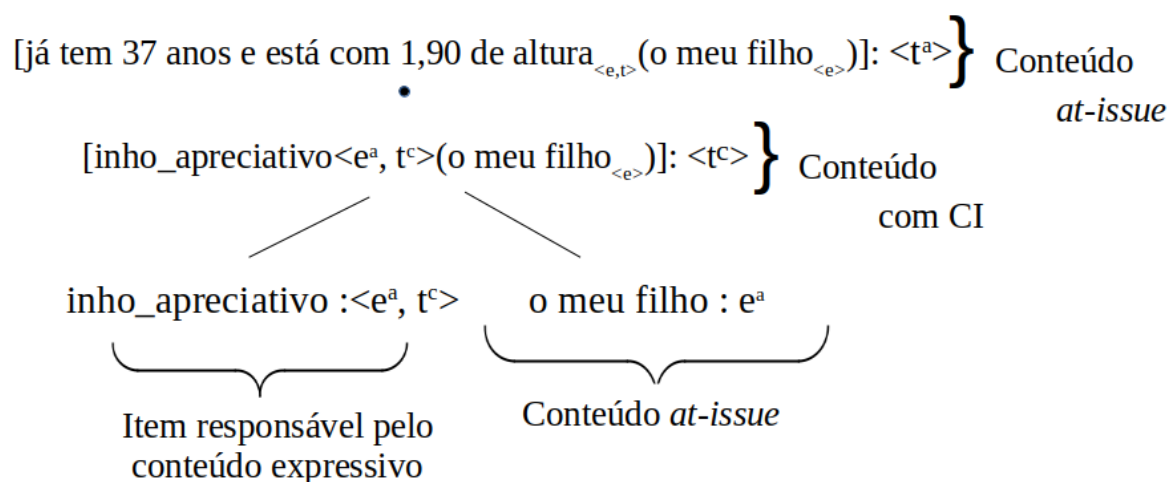 [já tem 37 anos e está com 1,90 de altura<e,t>(o meu filho<e>)]: <tᵃ>} Conteúdo
at-issue
•
[inho_apreciativo<eᵃ, tᶜ>(o meu filho<e>)]: <tᶜ>} Conteúdo
com CI
inho_apreciativo :<eᵃ, tᶜ> o meu filho : eᵃ
Item responsável pelo
conteúdo expressivo
Conteúdo at-issue